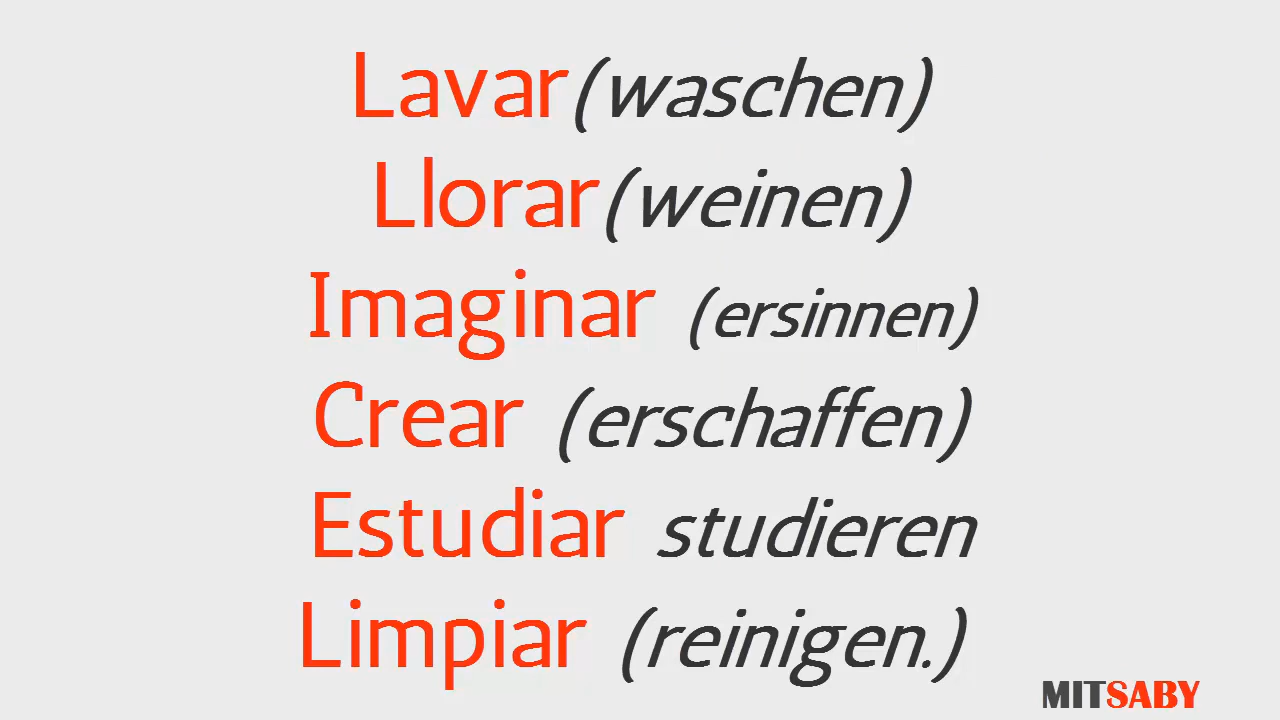 Lavar (waschen)
Llorar (weinen)
Imaginar (ersinnen)
Crear (erschaffen)
Estudiar studieren
Limpiar (reinigen.)
MITSABY